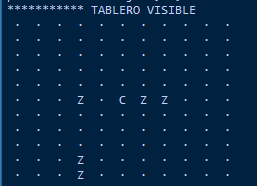 *********** TABLERO VISIBLE
. . . . . . . . . . .
. . . . . . . . . . .
. . . . . . . . . . .
. . . . . . . . . . .
. . . . . . . . . . .
. . . Z . C Z Z . . .
. . . . . . . . . . .
. . . . . . . . . . .
. . . . . . . . . . .
. . . Z . . . . . . .
. . . Z . . . . . . .